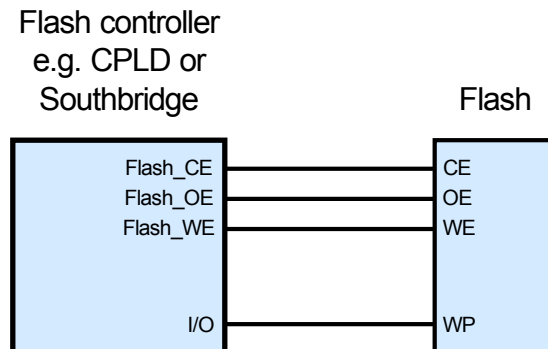 Flash controller
e.g. CPLD or
Southbridge
Flash
Flash_CE
CE
Flash_OE
OE
Flash_WE
WE
I/O
WP